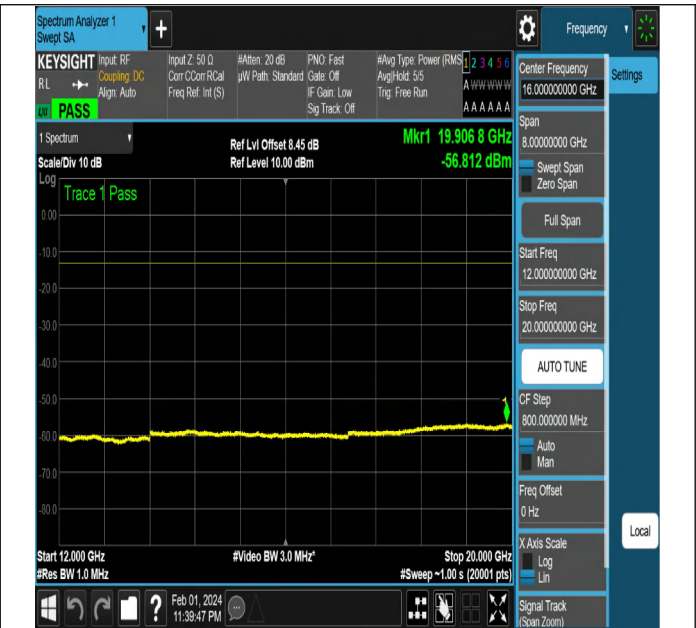 Spectrum Analyzer 1
Swept SA
+
Frequency
KEYSIGHT
RL
PASS
Input: RF
Coupling: DC
Align: Auto
Input Z: 50 Ω
Corr CCorr RCal
Freq Ref: Int (S)
#Atten: 20 dB
µW Path: Standard
PNO: Fast
Gate: Off
IF Gain: Low
Sig Track: Off
#Avg Type: Power (RMS
Avg|Hold: 5/5
Trig: Free Run
1 2 3 4 5 6
A W W W W W
A A A A A A
1 Spectrum
Scale/Div 10 dB
Log
Ref Lvl Offset 8.45 dB
Ref Level 10.00 dBm
Mkr1 19.906 8 GHz
-56.812 dBm
Trace 1 Pass
0.00
-10.0
-20.0
-30.0
-40.0
-50.0
-60.0
-70.0
-80.0
1
Start 12.000 GHz
#Res BW 1.0 MHz
#Video BW 3.0 MHz*
Stop 20.000 GHz
#Sweep ~1.00 s (20001 pts)
Feb 01, 2024
11:39:47 PM
?
Center Frequency
16.000000000 GHz
Settings
Span
8.00000000 GHz
Swept Span
Zero Span
Full Span
Start Freq
12.000000000 GHz
Stop Freq
20.000000000 GHz
AUTO TUNE
CF Step
800.000000 MHz
Auto
Man
Freq Offset
0 Hz
X Axis Scale
Log
Lin
Local
Signal Track
(Span Zoom)